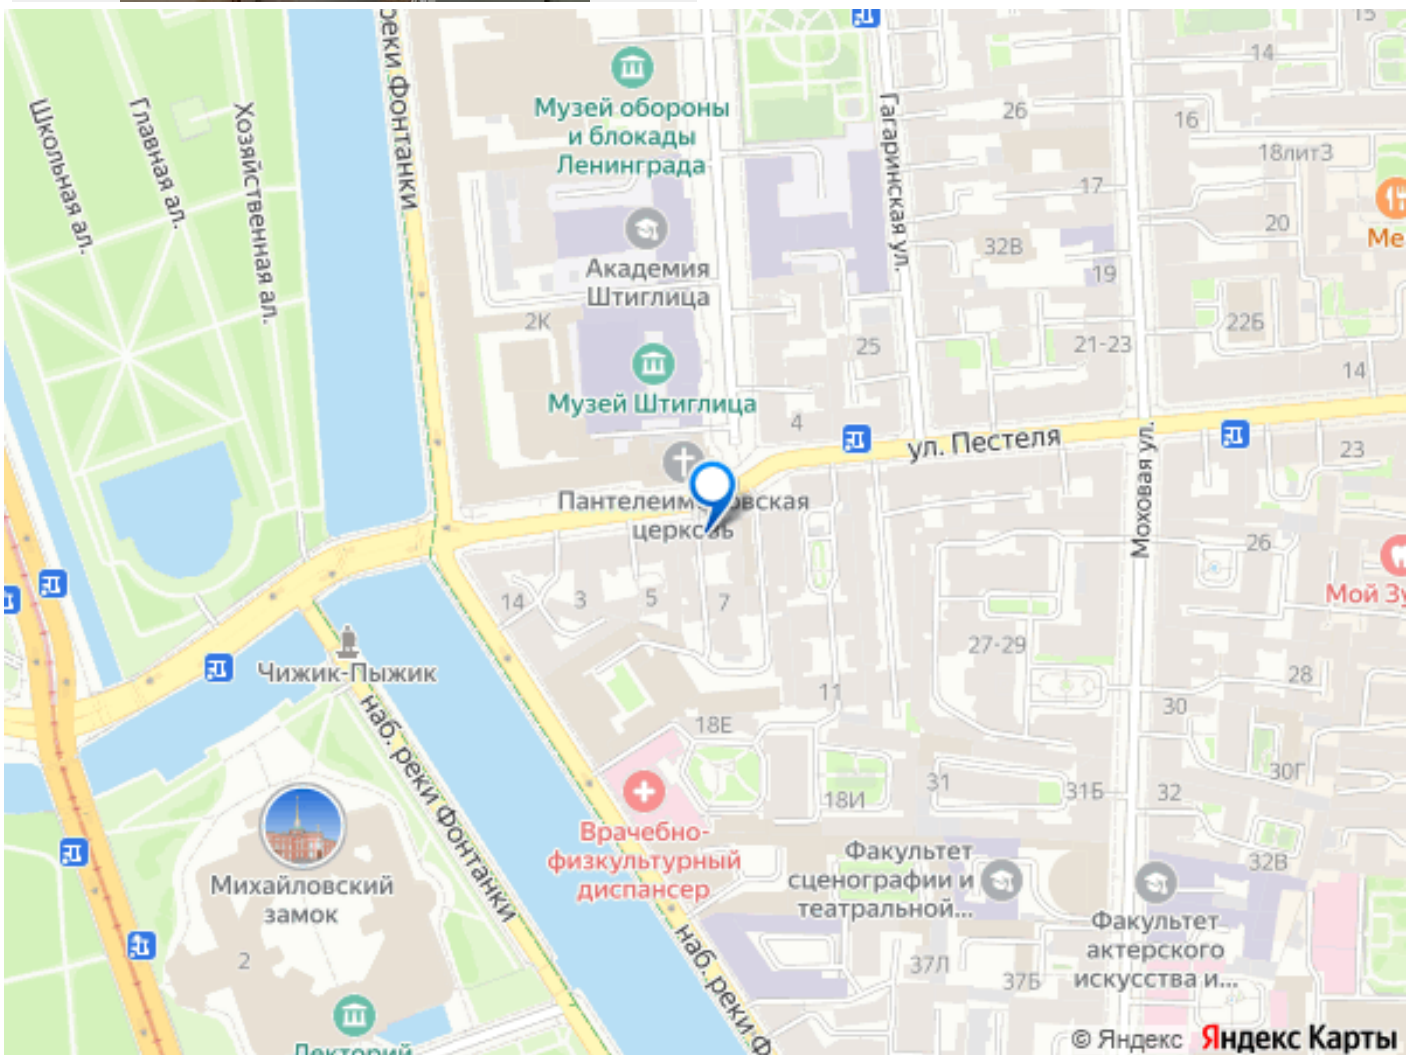 реки Фонтанки
15
14
Музей обороны
и блокады
Ленинграда
Школьная ал.
Главная ал.
Хозяйственная ал.
Гагаринская ул.
26
16
18литЗ
17
20
Ме
32В
19
Академия
Штиглица
2К
22Б
25
21-23
14
Музей Штиглица
4
ул. Пестеля
23
Пантелеим
овская
церковь
Моховая ул.
26
Мой Зу
14
3
5
7
27-29
Чижик-Пыжик
28
11
30
18Е
наб. реки Фонтанки
30Г
31
31Б
32
18И
Врачебно-
физкультурный
диспансер
Факультет
сценографии и
театральной...
32В
Михайловский
замок
Факультет
актерского
искусства и...
2
наб. реки Ф
37Л
37Б
Лекторий
© Яндекс Яндекс Карты